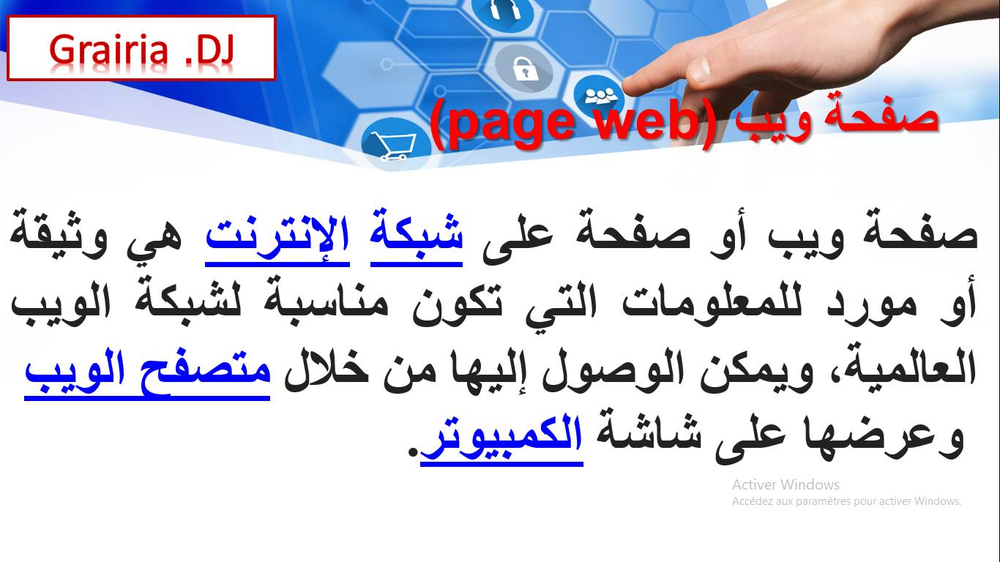 Grairia .DJ
صفحة ويب (page web)
صفحة ويب أو صفحة على شبكة الإنترنت هي وثيقة
أو مورد للمعلومات التي تكون مناسبة لشبكة الويب
العالمية، ويمكن الوصول إليها من خلال متصفح الويب
وعرضها على شاشة الكمبيوتر.
Activer Windows
Accédez aux paramètres pour activer Windows.